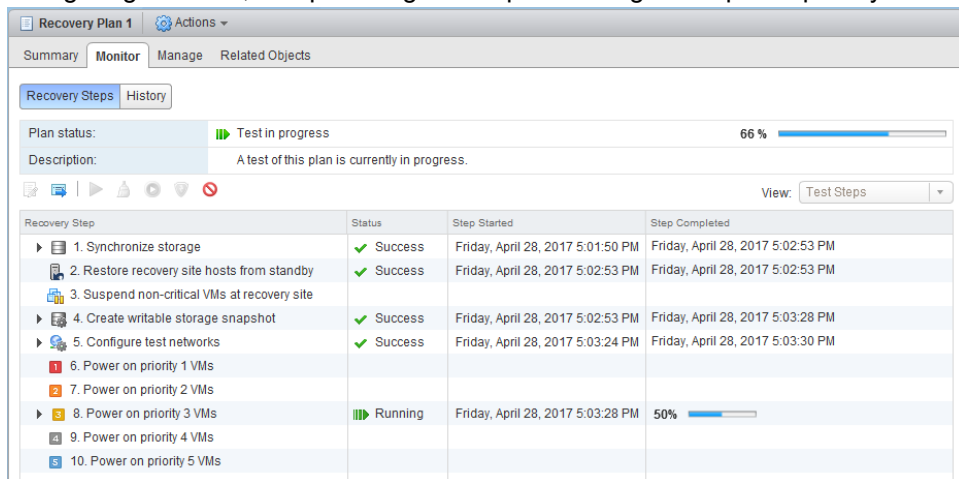 Recovery Plan 1 Actions
Summary Monitor Manage Related Objects
Recovery Steps History
Plan status: Test in progress 66 %
Description: A test of this plan is currently in progress.
View: Test Steps
Recovery Step Status Step Started Step Completed
1. Synchronize storage Success Friday, April 28, 2017 5:01:50 PM Friday, April 28, 2017 5:02:53 PM
2. Restore recovery site hosts from standby Success Friday, April 28, 2017 5:02:53 PM Friday, April 28, 2017 5:02:53 PM
3. Suspend non-critical VMs at recovery site
4. Create writable storage snapshot Success Friday, April 28, 2017 5:02:53 PM Friday, April 28, 2017 5:03:28 PM
5. Configure test networks Success Friday, April 28, 2017 5:03:24 PM Friday, April 28, 2017 5:03:30 PM
1 6. Power on priority 1 VMs
2 7. Power on priority 2 VMs
3 8. Power on priority 3 VMs Running Friday, April 28, 2017 5:03:28 PM 50%
4 9. Power on priority 4 VMs
5 10. Power on priority 5 VMs